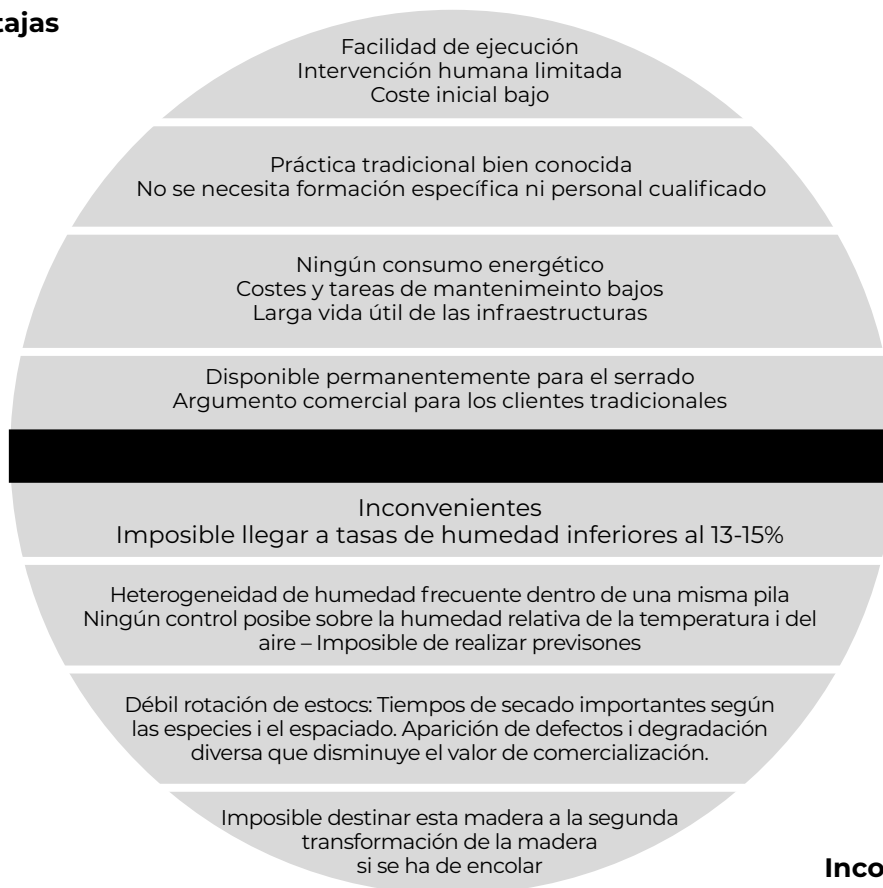 tajas
Facilidad de ejecución
Intervención humana limitada
Coste inicial bajo
Práctica tradicional bien conocida
No se necesita formación específica ni personal cualificado
Ningún consumo energético
Costes y tareas de mantenimeinto bajos
Larga vida útil de las infraestructuras
Disponible permanentemente para el serrado
Argumento comercial para los clientes tradicionales
Inconvenientes
Imposible llegar a tasas de humedad inferiores al 13-15%
Heterogeneidad de humedad frecuente dentro de una misma pila
Ningún control posibe sobre la humedad relativa de la temperatura i del
aire – Imposible de realizar previsones
Débil rotación de estocs: Tiempos de secado importantes según
las especies i el espaciado. Aparición de defectos i degradación
diversa que disminuye el valor de comercialización.
Imposible destinar esta madera a la segunda
transformación de la madera
si se ha de encolar
Inco